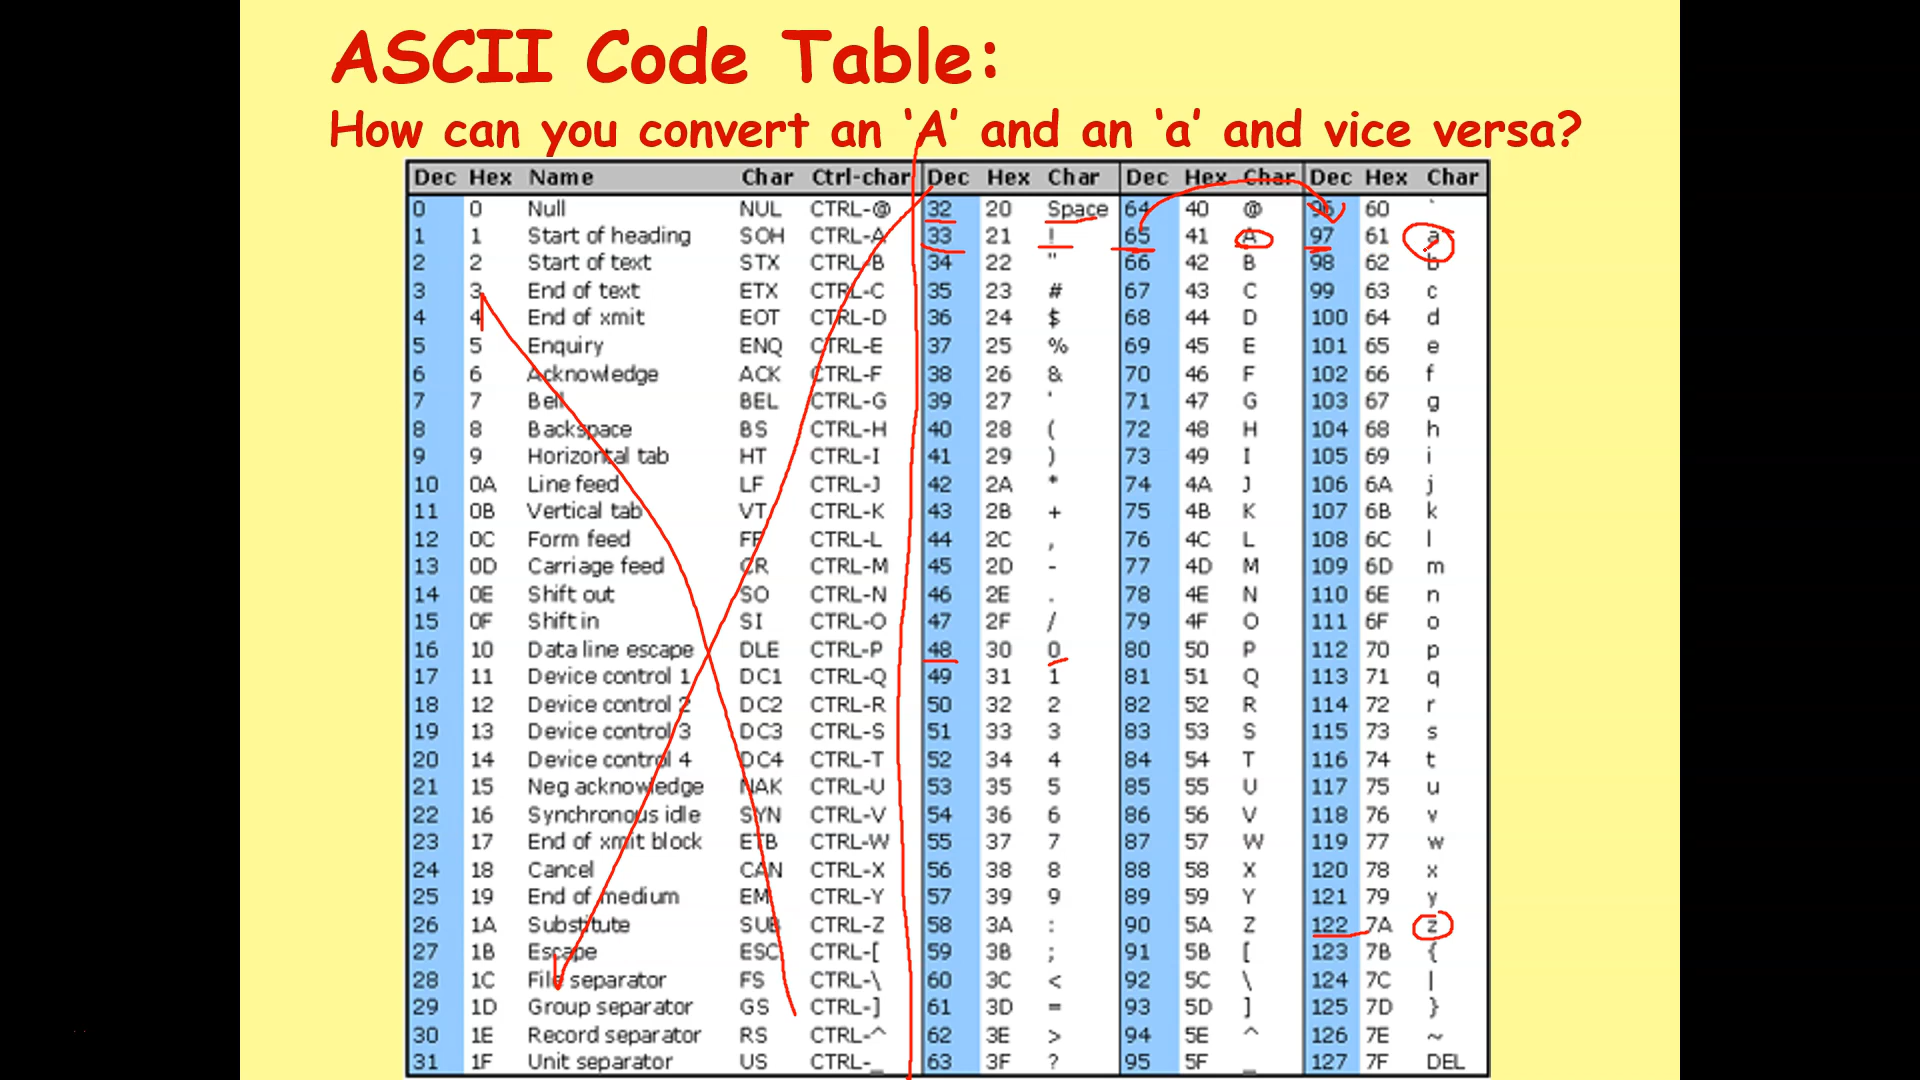 ASCII Code Table:
How can you convert an ‘A’ and an ‘a’ and vice versa?
Dec Hex Name Char Ctrl-char Dec Hex Char Dec Hex Char Dec Hex Char
0 0 Null NUL CTRL-@ 32 20 Space 64 40 @ 96 60 `
1 1 Start of heading SOH CTRL-A 33 21 ! 65 41 A 97 61 a
2 2 Start of text STX CTRL-B 34 22 " 66 42 B 98 62 b
3 3 End of text ETX CTRL-C 35 23 # 67 43 C 99 63 c
4 4 End of xmit EOT CTRL-D 36 24 $ 68 44 D 100 64 d
5 5 Enquiry ENQ CTRL-E 37 25 % 69 45 E 101 65 e
6 6 Acknowledge ACK CTRL-F 38 26 & 70 46 F 102 66 f
7 7 Bell BEL CTRL-G 39 27 ' 71 47 G 103 67 g
8 8 Backspace BS CTRL-H 40 28 ( 72 48 H 104 68 h
9 9 Horizontal tab HT CTRL-I 41 29 ) 73 49 I 105 69 i
10 0A Line feed LF CTRL-J 42 2A * 74 4A J 106 6A j
11 0B Vertical tab VT CTRL-K 43 2B + 75 4B K 107 6B k
12 0C Form feed FF CTRL-L 44 2C , 76 4C L 108 6C l
13 0D Carriage feed CR CTRL-M 45 2D - 77 4D M 109 6D m
14 0E Shift out SO CTRL-N 46 2E . 78 4E N 110 6E n
15 0F Shift in SI CTRL-O 47 2F / 79 4F O 111 6F o
16 10 Data line escape DLE CTRL-P 48 30 0 80 50 P 112 70 p
17 11 Device control 1 DC1 CTRL-Q 49 31 1 81 51 Q 113 71 q
18 12 Device control 2 DC2 CTRL-R 50 32 2 82 52 R 114 72 r
19 13 Device control 3 DC3 CTRL-S 51 33 3 83 53 S 115 73 s
20 14 Device control 4 DC4 CTRL-T 52 34 4 84 54 T 116 74 t
21 15 Neg acknowledge NAK CTRL-U 53 35 5 85 55 U 117 75 u
22 16 Synchronous idle SYN CTRL-V 54 36 6 86 56 V 118 76 v
23 17 End of xmit block ETB CTRL-W 55 37 7 87 57 W 119 77 w
24 18 Cancel CAN CTRL-X 56 38 8 88 58 X 120 78 x
25 19 End of medium EM CTRL-Y 57 39 9 89 59 Y 121 79 y
26 1A Substitute SUB CTRL-Z 58 3A : 90 5A Z 122 7A z
27 1B Escape ESC CTRL-[ 59 3B ; 91 5B [ 123 7B {
28 1C File separator FS CTRL-\ 60 3C < 92 5C \ 124 7C |
29 1D Group separator GS CTRL-] 61 3D = 93 5D ] 125 7D }
30 1E Record separator RS CTRL-^ 62 3E > 94 5E ^ 126 7E ~
31 1F Unit separator US CTRL-_ 63 3F ? 95 5F _ 127 7F DEL